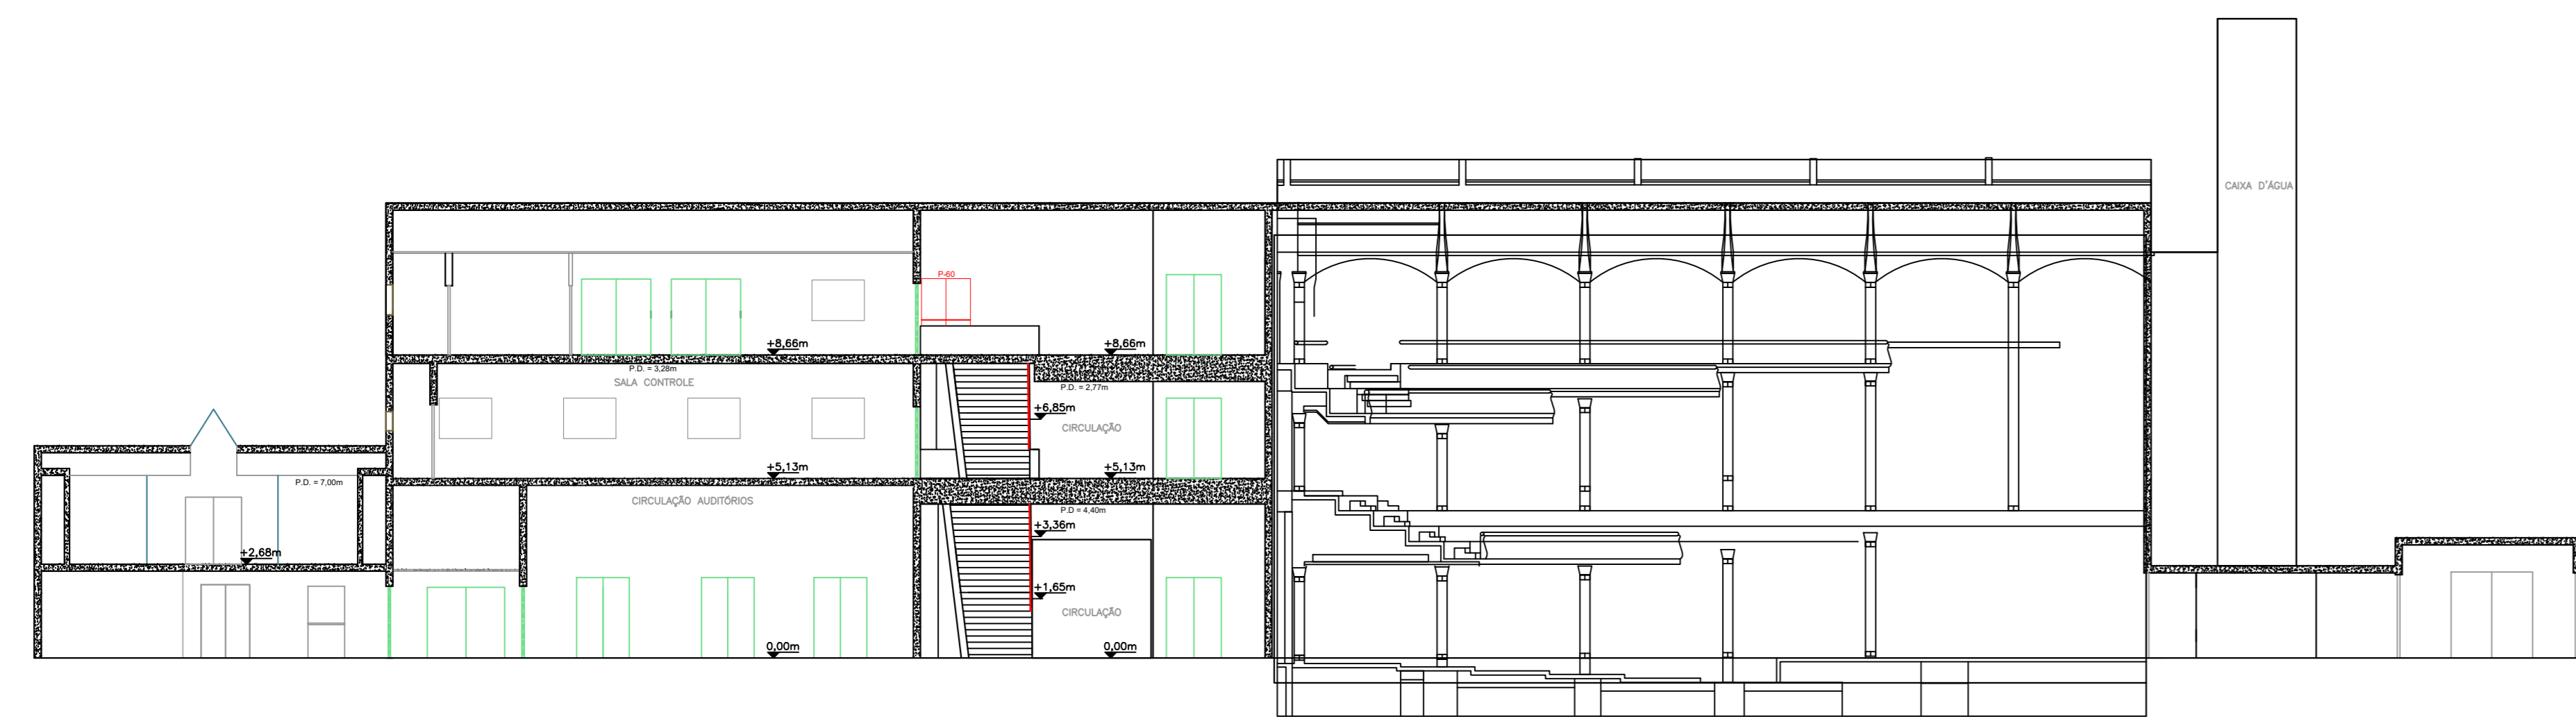 CAIXA D'ÁGUA
P-60
+8,66m
+8,66m
P.D. = 3,28m
SALA CONTROLE
P.D. = 2,77m
+6,85m
CIRCULAÇÃO
+5,13m
+5,13m
P.D. = 7,00m
CIRCULAÇÃO AUDITÓRIOS
P.D = 4,40m
+3,36m
+2,68m
+1,65m
CIRCULAÇÃO
0,00m
0,00m